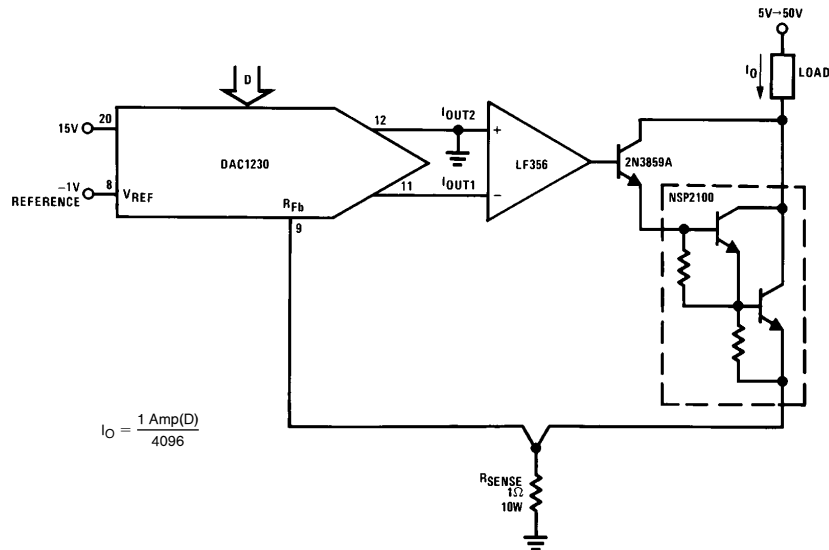 5V→50V
I_O
LOAD
D
20
15V
12
I_OUT2
+
DAC1230
LF356
2N3859A
-1V
REFERENCE
8
V_REF
11
I_OUT1
−
R_Fb
9
NSP2100
I_O = 1 Amp(D) / 4096
R_SENSE
1Ω
10W